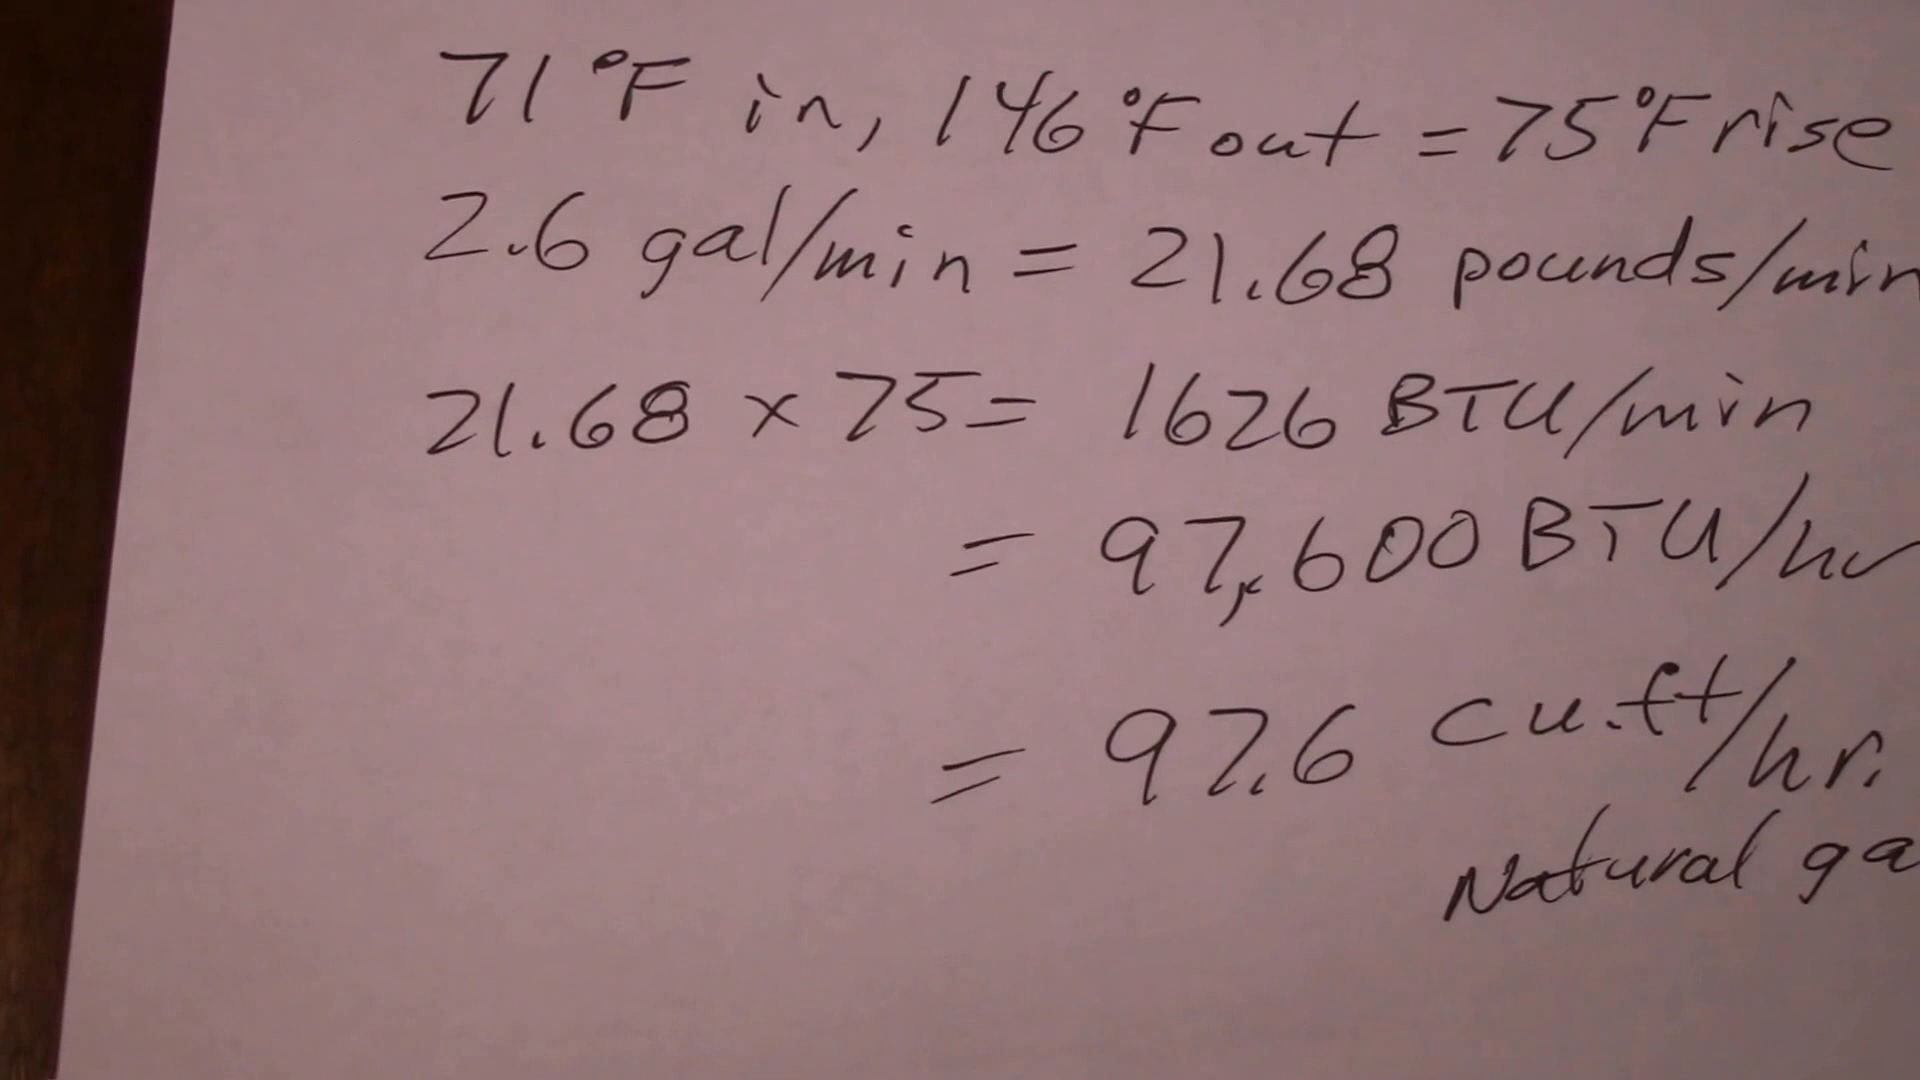 71°F in, 146°F out = 75°F rise
2.6 gal/min = 21.68 pounds/min
21.68 x 75 = 1626 BTU/min
= 97,600 BTU/hr
= 97.6 cu.ft/hr.
Natural ga